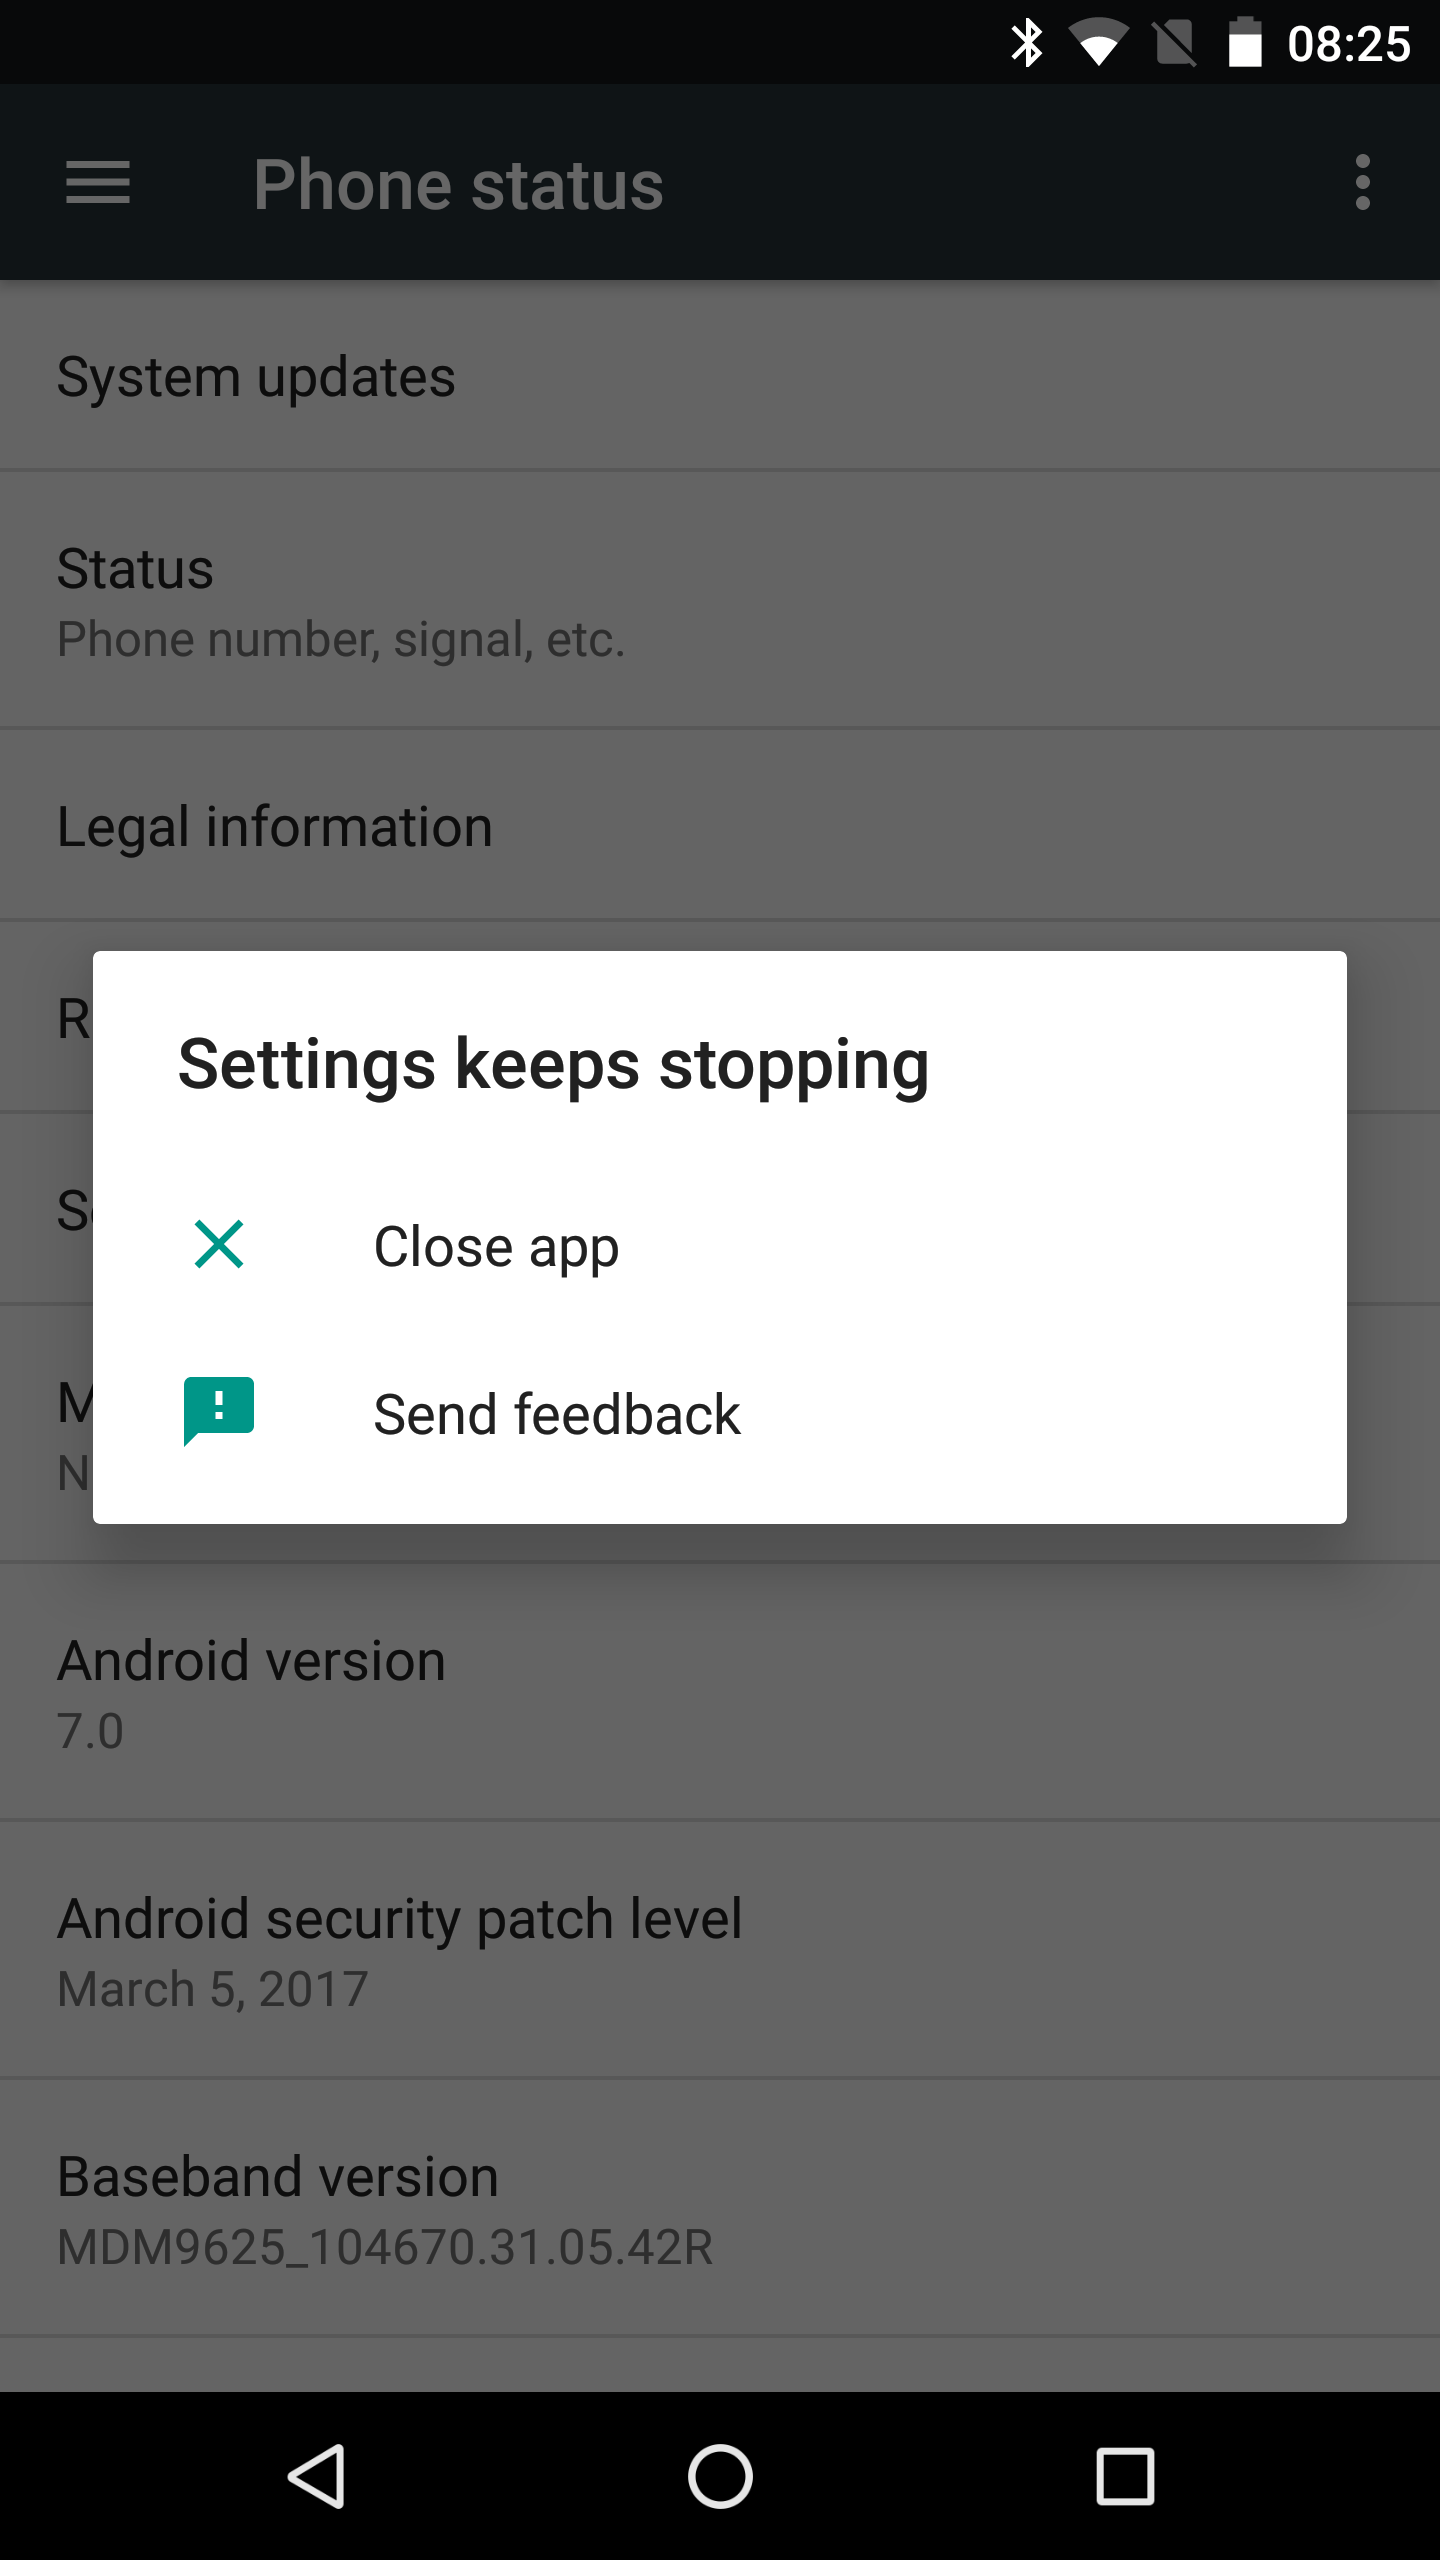 08:25
Phone status
System updates
Status
Phone number, signal, etc.
Legal information
Settings keeps stopping
Close app
Send feedback
Android version
7.0
Android security patch level
March 5, 2017
Baseband version
MDM9625_104670.31.05.42R